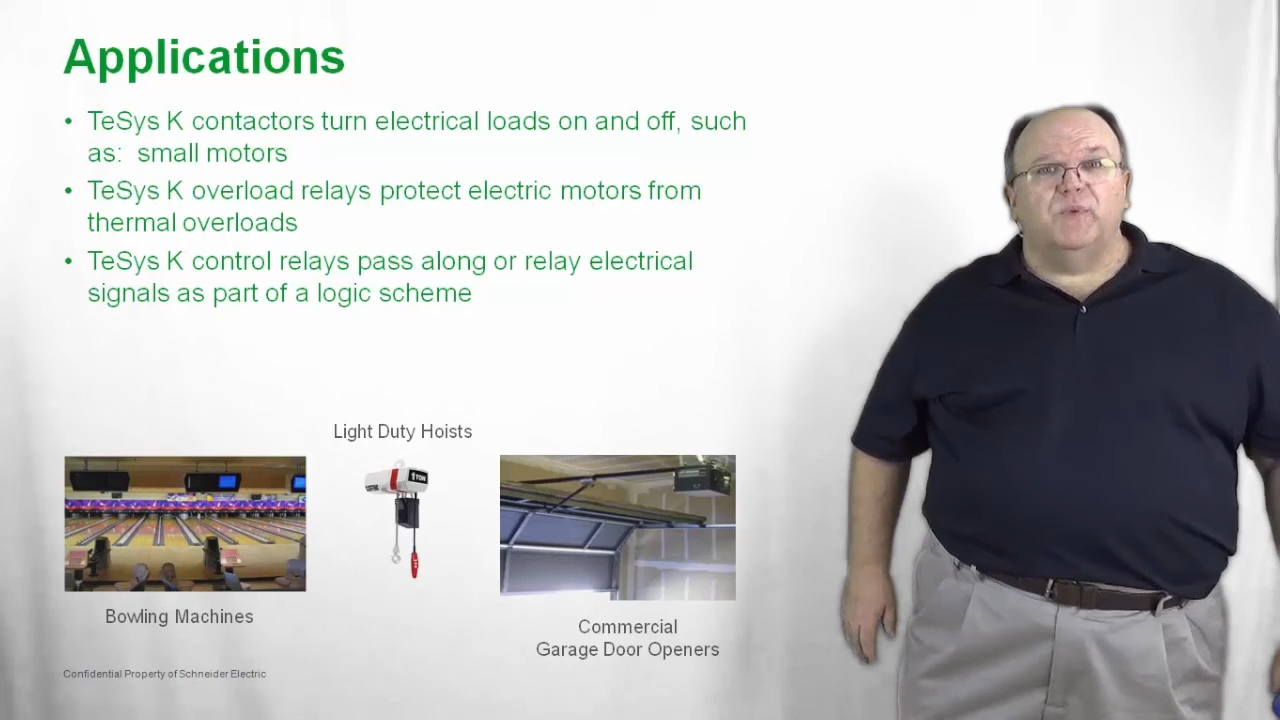 Applications
• TeSys K contactors turn electrical loads on and off, such
as:  small motors
• TeSys K overload relays protect electric motors from
thermal overloads
• TeSys K control relays pass along or relay electrical
signals as part of a logic scheme
Light Duty Hoists
1 TON
Bowling Machines
Commercial
Garage Door Openers
Confidential Property of Schneider Electric